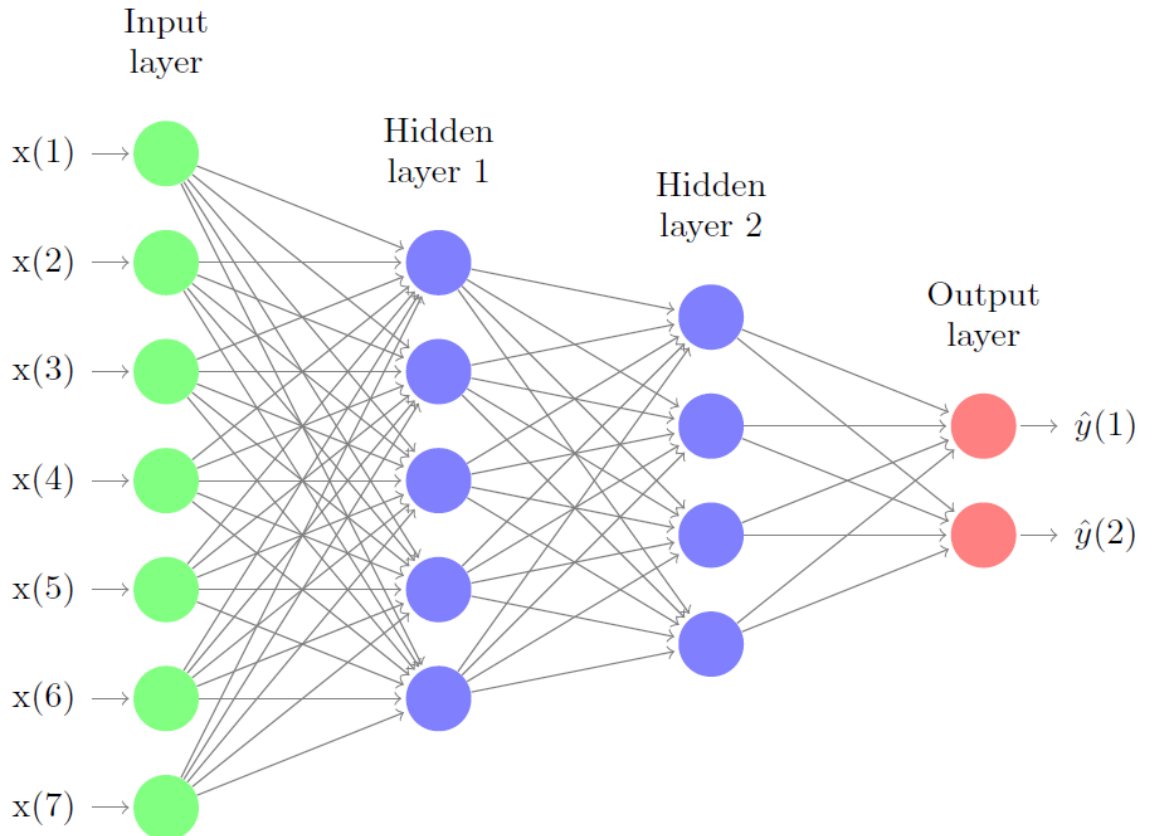 Input
layer
Hidden
layer 1
Hidden
layer 2
Output
layer
x(1)
x(2)
x(3)
x(4)
x(5)
x(6)
x(7)
ŷ(1)
ŷ(2)